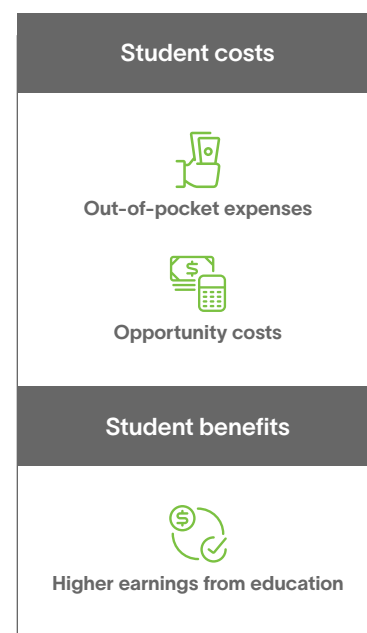 Student costs
Out-of-pocket expenses
$
Opportunity costs
Student benefits
$
Higher earnings from education